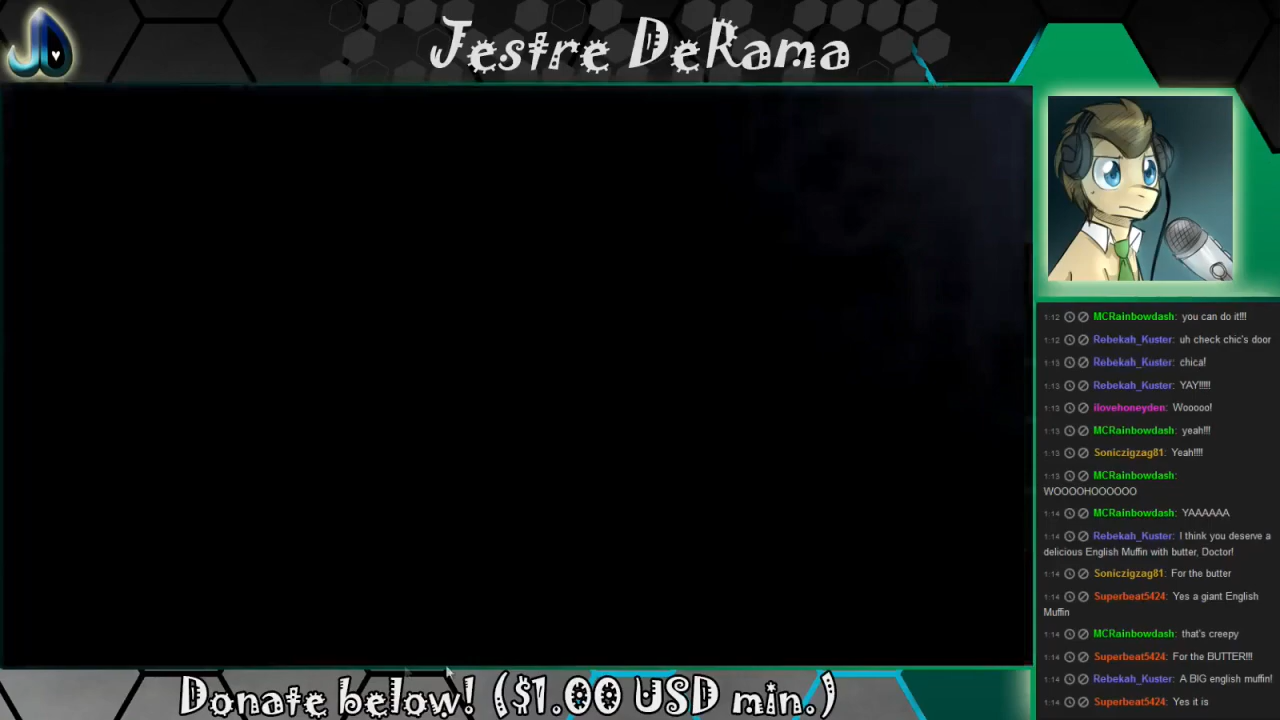 JD
Jestre DeRama
1:12 MCRainbowdash: you can do it!!!
1:12 Rebekah_Kuster: uh check chic's door
1:13 Rebekah_Kuster: chica!
1:13 Rebekah_Kuster: YAY!!!!!
1:13 ilovehoneyden: Wooooo!
1:13 MCRainbowdash: yeah!!!
1:13 Soniczigzag81: Yeah!!!!
1:13 MCRainbowdash:
WOOOOHOOOOOO
1:14 MCRainbowdash: YAAAAAA
1:14 Rebekah_Kuster: I think you deserve a
delicious English Muffin with butter, Doctor!
1:14 Soniczigzag81: For the butter
1:14 Superbeat5424: Yes a giant English
Muffin
1:14 MCRainbowdash: that's creepy
1:14 Superbeat5424: For the BUTTER!!!
1:14 Rebekah_Kuster: A BIG english muffin!
1:14 Superbeat5424: Yes it is
Donate below! ($1.00 USD min.)